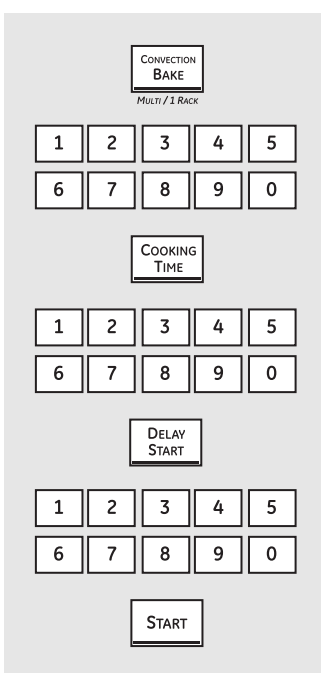 CONVECTION
BAKE
MULTI / 1 RACK
1 2 3 4 5
6 7 8 9 0
COOKING
TIME
1 2 3 4 5
6 7 8 9 0
DELAY
START
1 2 3 4 5
6 7 8 9 0
START